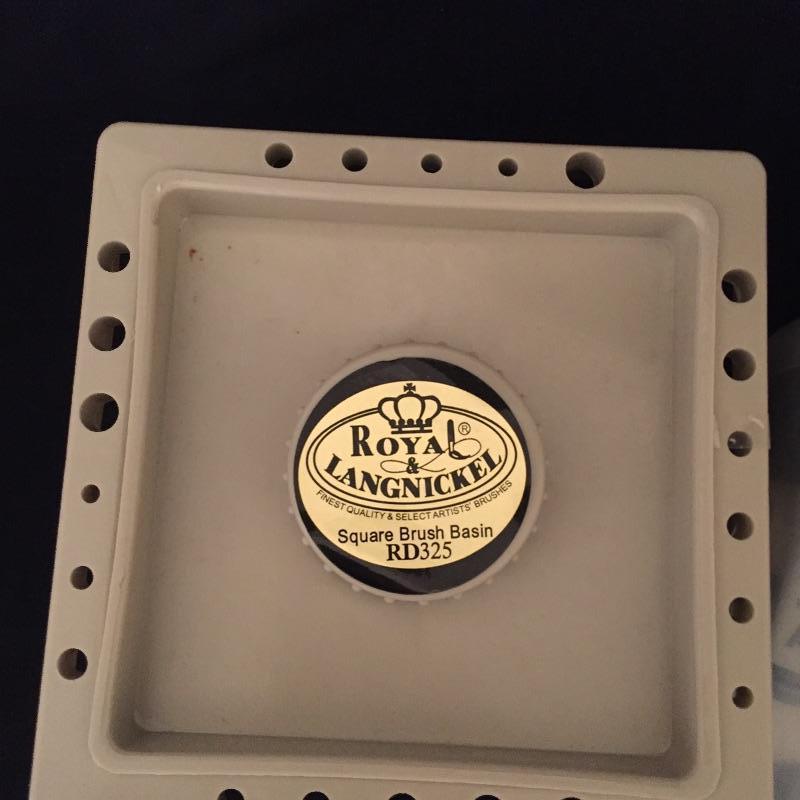 ROYAL®
&
LANGNICKEL
FINEST QUALITY & SELECT ARTISTS' BRUSHES
Square Brush Basin
RD325